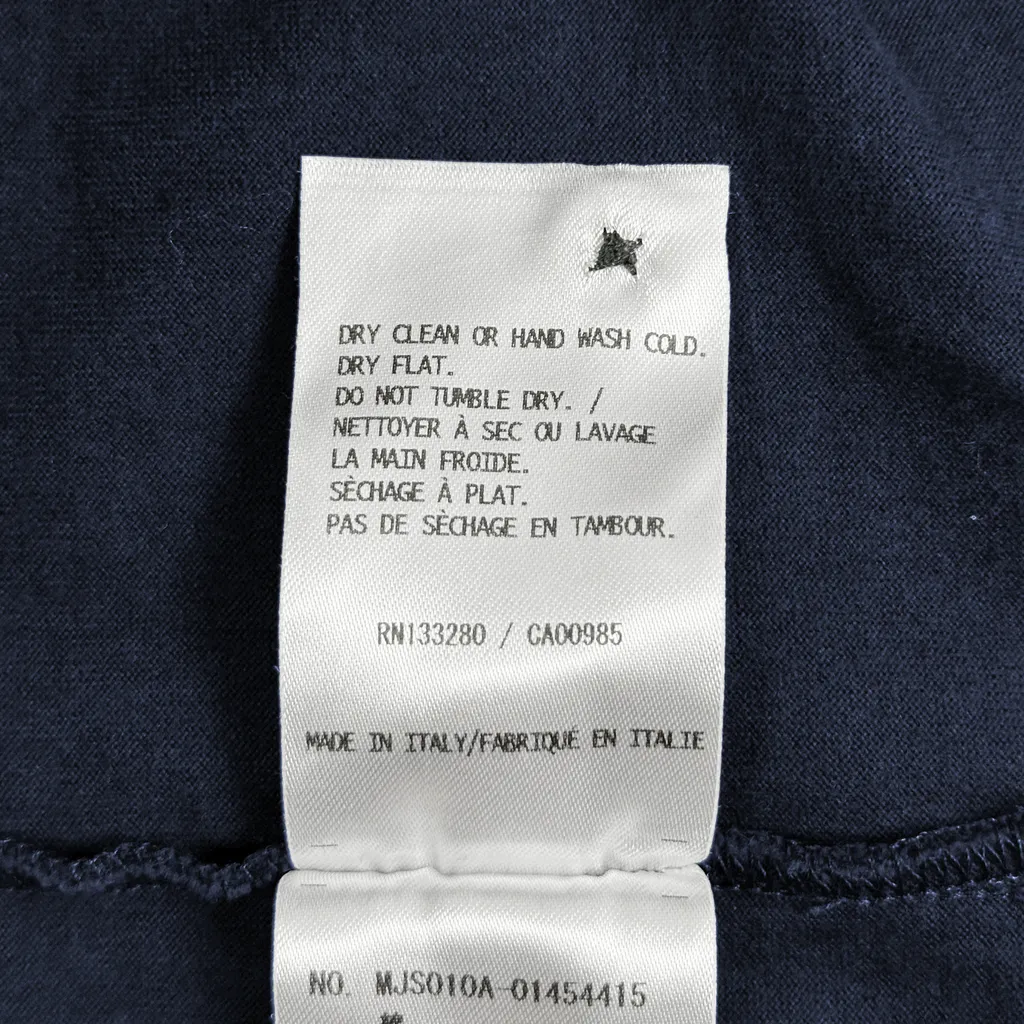 DRY CLEAN OR HAND WASH COLD.
DRY FLAT.
DO NOT TUMBLE DRY. /
NETTOYER À SEC OU LAVAGE
LA MAIN FROIDE.
SÈCHAGE À PLAT.
PAS DE SÈCHAGE EN TAMBOUR.
RN133280 / CA00985
MADE IN ITALY/FABRIQUÉ EN ITALIE
NO. MJS010A-01454415